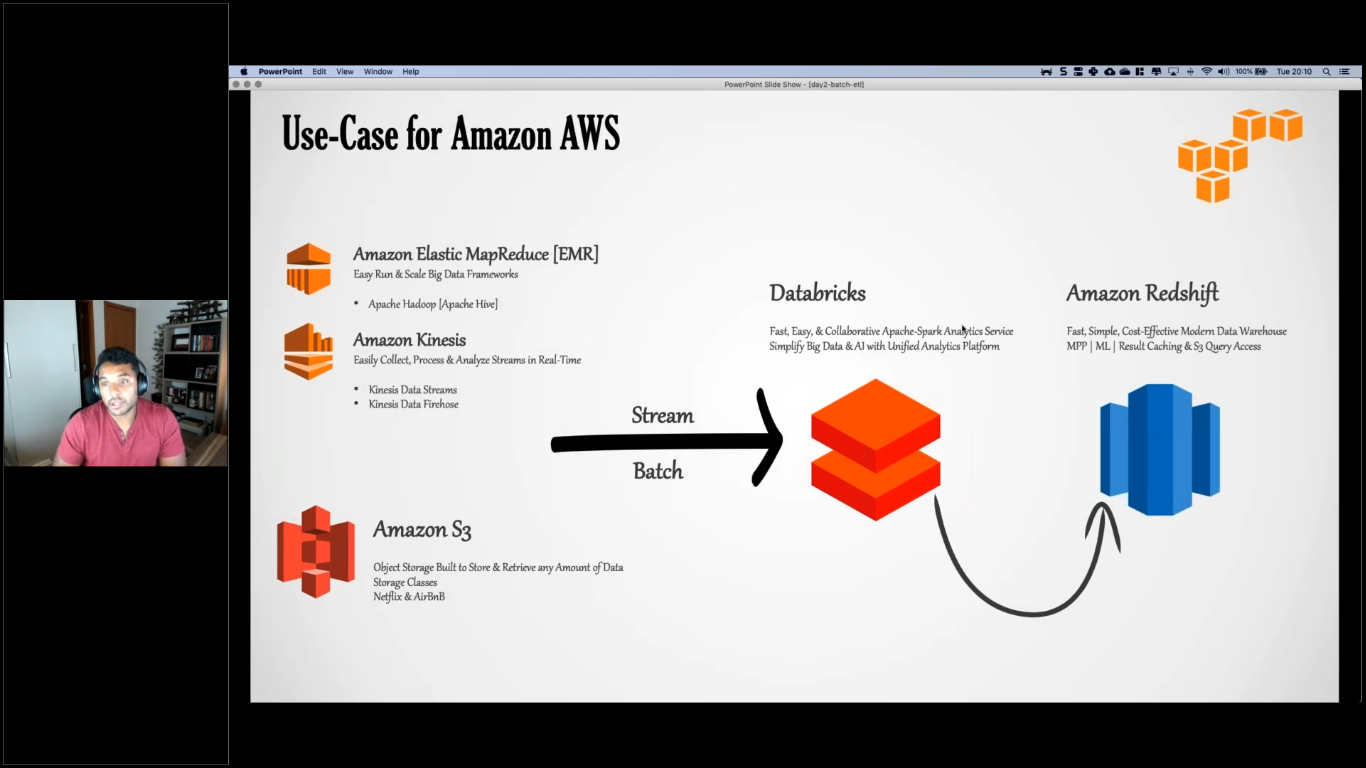 PowerPoint Edit View Window Help
100% Tue 20:10
PowerPoint Slide Show - [day2-batch-etl]
Use-Case for Amazon AWS
Amazon Elastic MapReduce [EMR]
Easy Run & Scale Big Data Frameworks
• Apache Hadoop [Apache Hive]
Amazon Kinesis
Easily Collect, Process & Analyze Streams in Real-Time
• Kinesis Data Streams
• Kinesis Data Firehose
Amazon S3
Object Storage Built to Store & Retrieve any Amount of Data
Storage Classes
Netflix & AirBnB
Stream
Batch
Databricks
Fast, Easy, & Collaborative Apache-Spark Analytics Service
Simplify Big Data & AI with Unified Analytics Platform
Amazon Redshift
Fast, Simple, Cost-Effective Modern Data Warehouse
MPP | ML | Result Caching & S3 Query Access